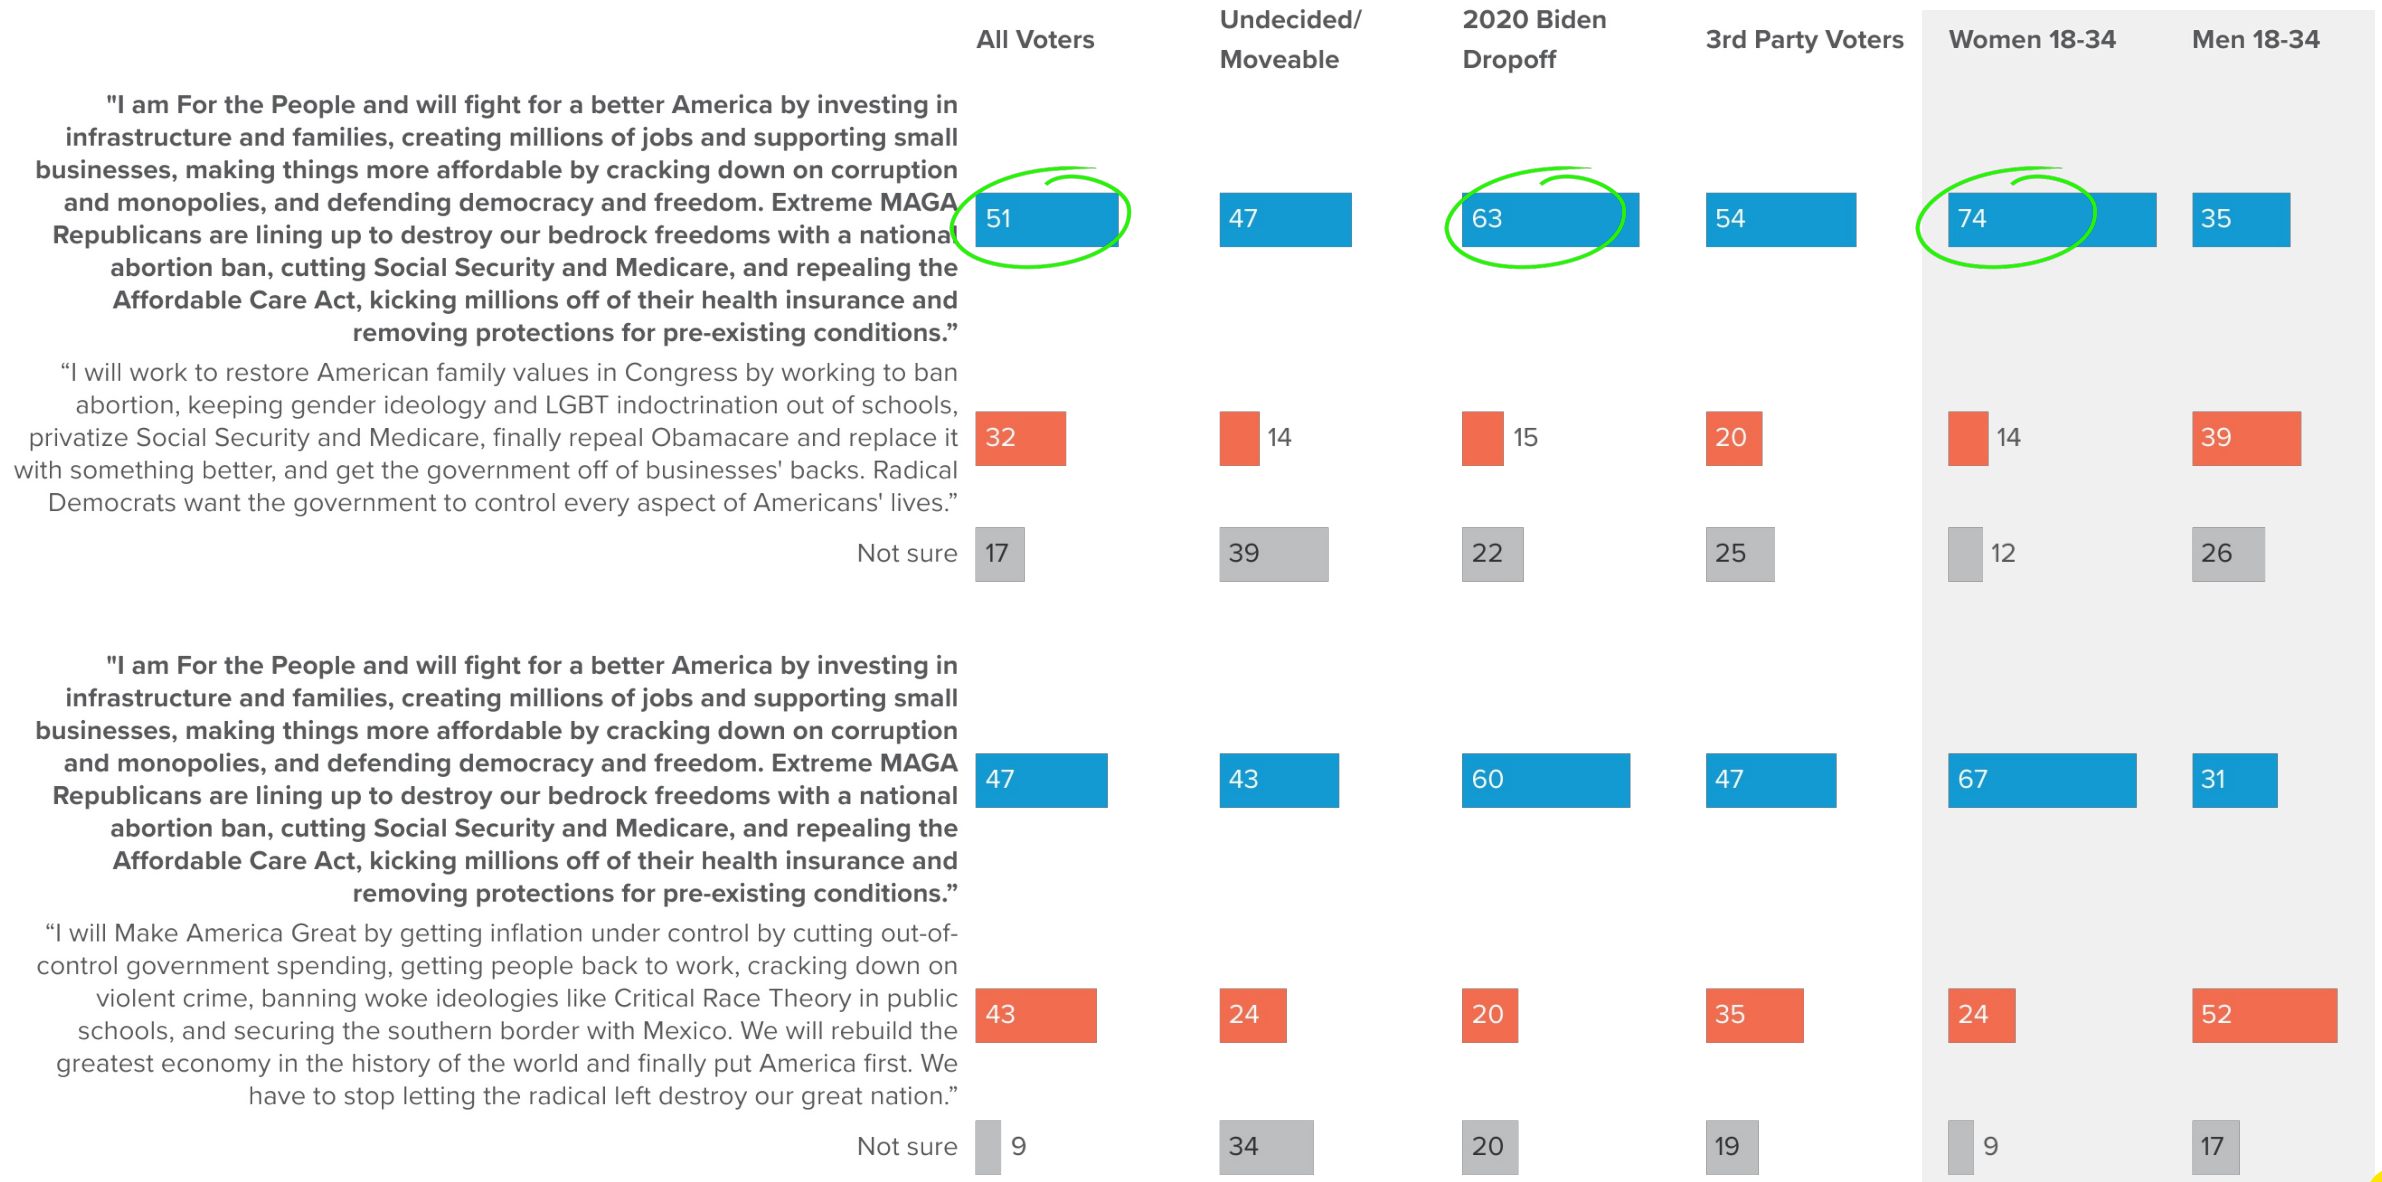 All Voters
Undecided/
Moveable
2020 Biden
Dropoff
3rd Party Voters
Women 18-34
Men 18-34
"I am For the People and will fight for a better America by investing in
infrastructure and families, creating millions of jobs and supporting small
businesses, making things more affordable by cracking down on corruption
and monopolies, and defending democracy and freedom. Extreme MAGA
Republicans are lining up to destroy our bedrock freedoms with a national
abortion ban, cutting Social Security and Medicare, and repealing the
Affordable Care Act, kicking millions off of their health insurance and
removing protections for pre-existing conditions.”
51 47 63 54 74 35
“I will work to restore American family values in Congress by working to ban
abortion, keeping gender ideology and LGBT indoctrination out of schools,
privatize Social Security and Medicare, finally repeal Obamacare and replace it
with something better, and get the government off of businesses' backs. Radical
Democrats want the government to control every aspect of Americans' lives.”
32 14 15 20 14 39
Not sure 17 39 22 25 12 26
"I am For the People and will fight for a better America by investing in
infrastructure and families, creating millions of jobs and supporting small
businesses, making things more affordable by cracking down on corruption
and monopolies, and defending democracy and freedom. Extreme MAGA
Republicans are lining up to destroy our bedrock freedoms with a national
abortion ban, cutting Social Security and Medicare, and repealing the
Affordable Care Act, kicking millions off of their health insurance and
removing protections for pre-existing conditions.”
47 43 60 47 67 31
“I will Make America Great by getting inflation under control by cutting out-of-
control government spending, getting people back to work, cracking down on
violent crime, banning woke ideologies like Critical Race Theory in public
schools, and securing the southern border with Mexico. We will rebuild the
greatest economy in the history of the world and finally put America first. We
have to stop letting the radical left destroy our great nation.”
43 24 20 35 24 52
Not sure 9 34 20 19 9 17